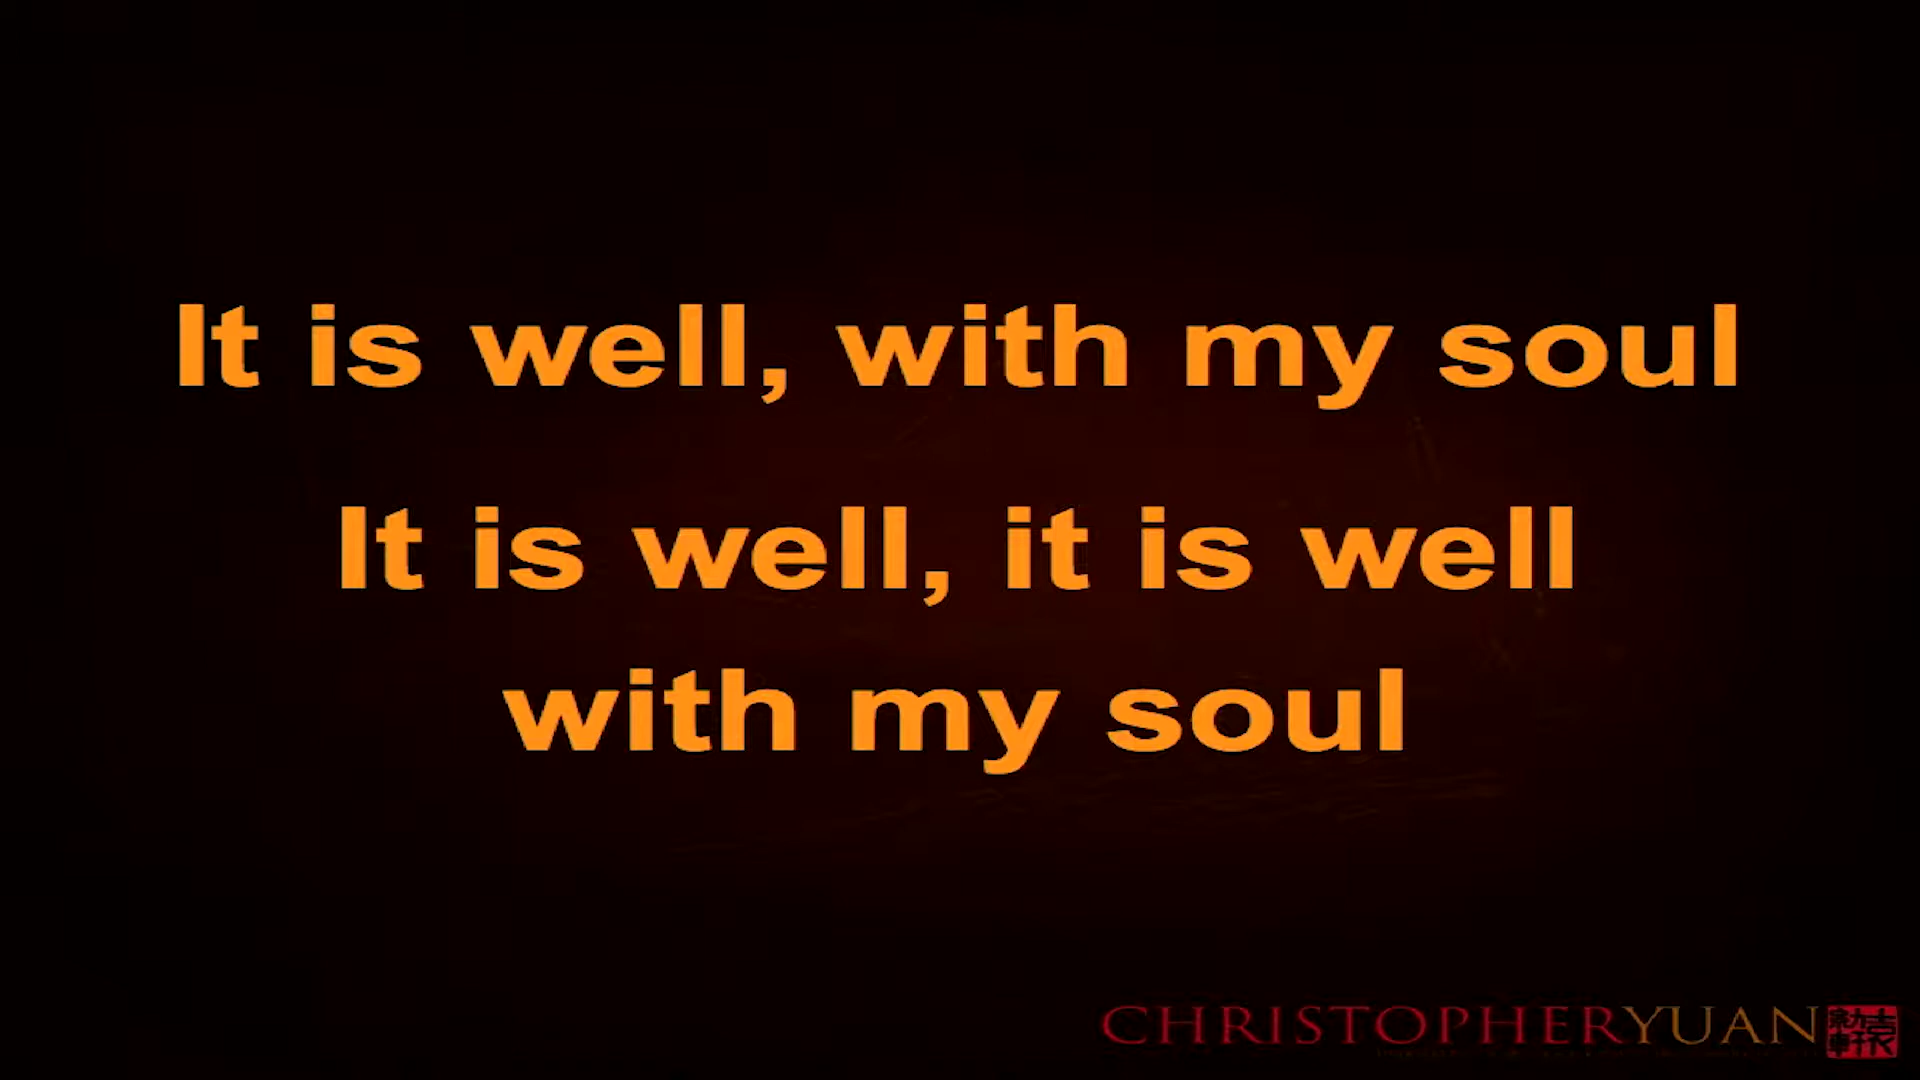 It is well, with my soul
It is well, it is well
with my soul
CHRISTOPHERYUAN